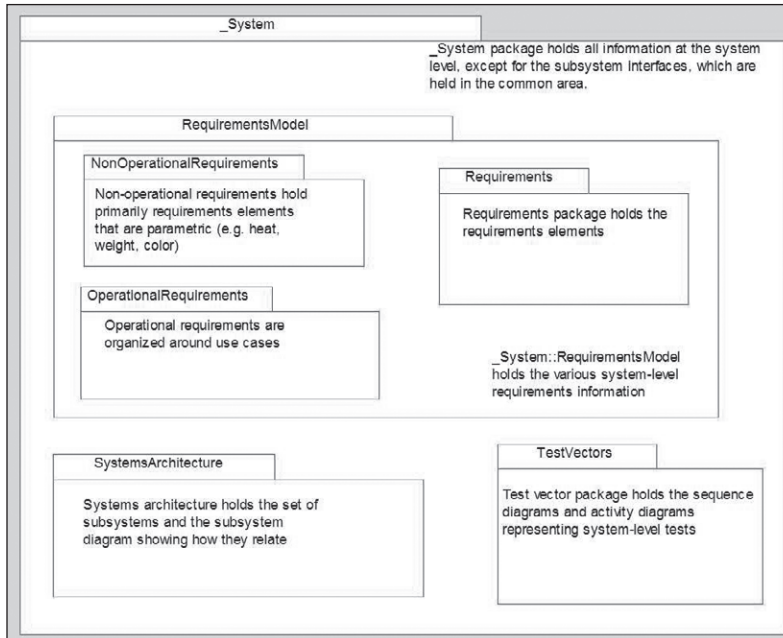 _System
_System package holds all information at the system
level, except for the subsystem Interfaces, which are
held in the common area.
RequirementsModel
NonOperationalRequirements
Non-operational requirements hold
primarily requirements elements
that are parametric (e.g. heat,
weight, color)
Requirements
Requirements package holds the
requirements elements
OperationalRequirements
Operational requirements are
organized around use cases
_System::RequirementsModel
holds the various system-level
requirements information
SystemsArchitecture
Systems architecture holds the set of
subsystems and the subsystem
diagram showing how they relate
TestVectors
Test vector package holds the sequence
diagrams and activity diagrams
representing system-level tests